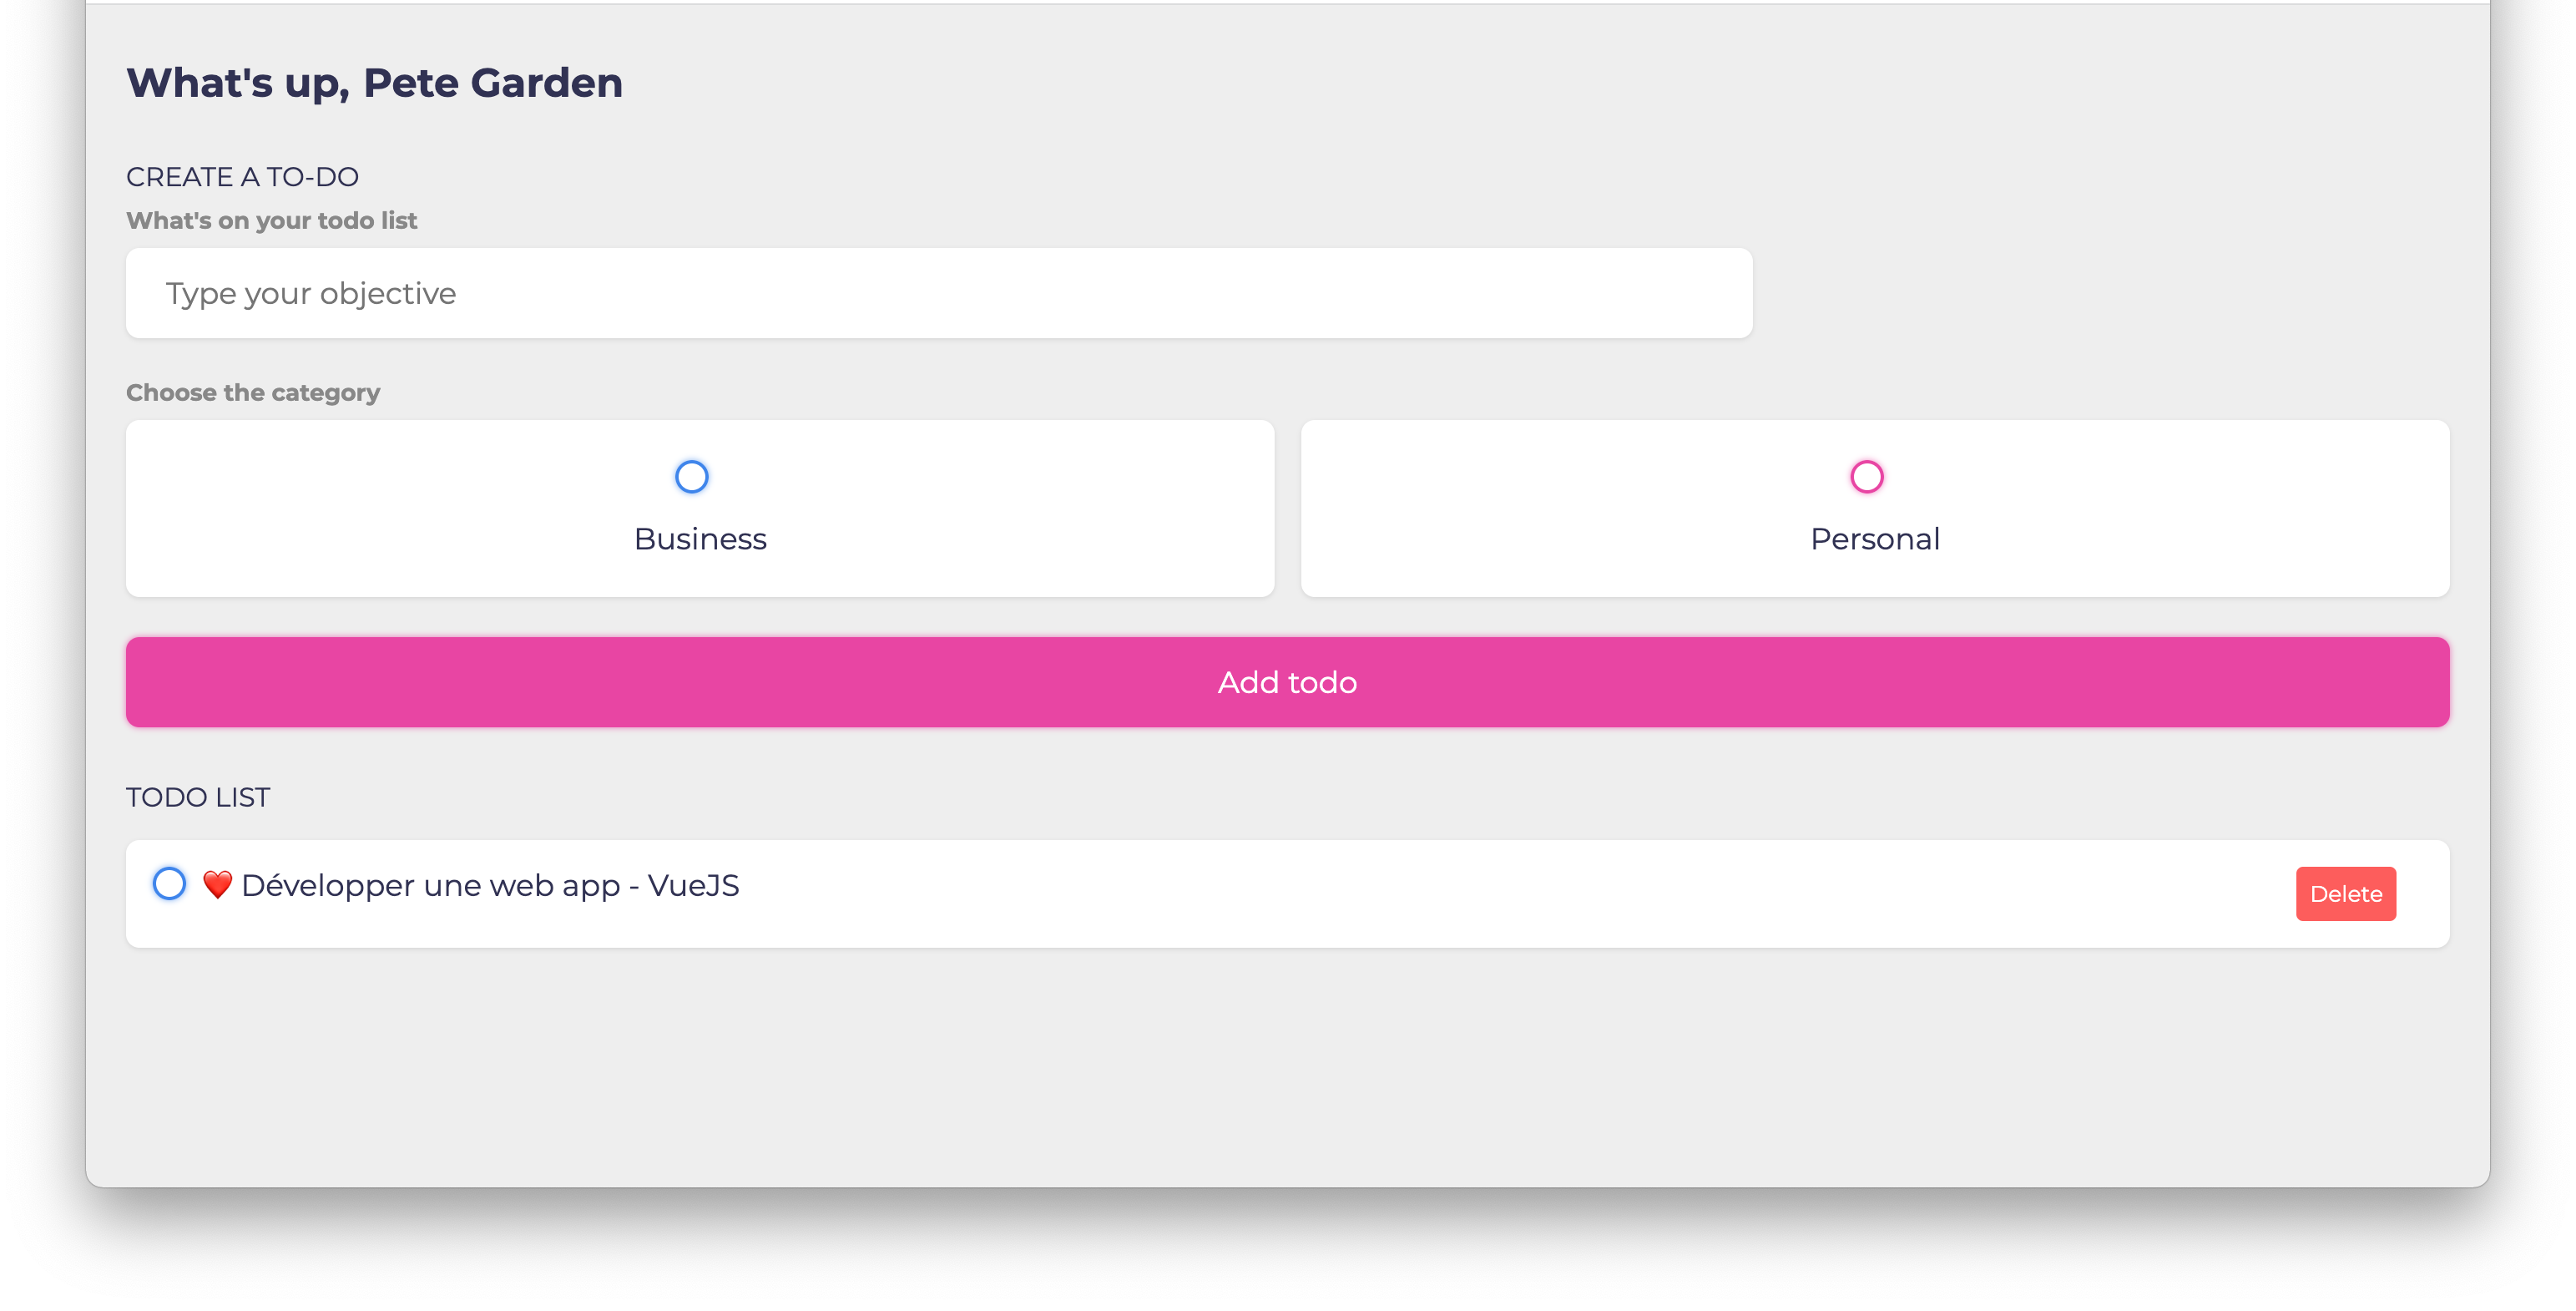 What's up, Pete Garden
CREATE A TO-DO
What's on your todo list
Type your objective
Choose the category
Business
Personal
Add todo
TODO LIST
❤️ Développer une web app - VueJS
Delete